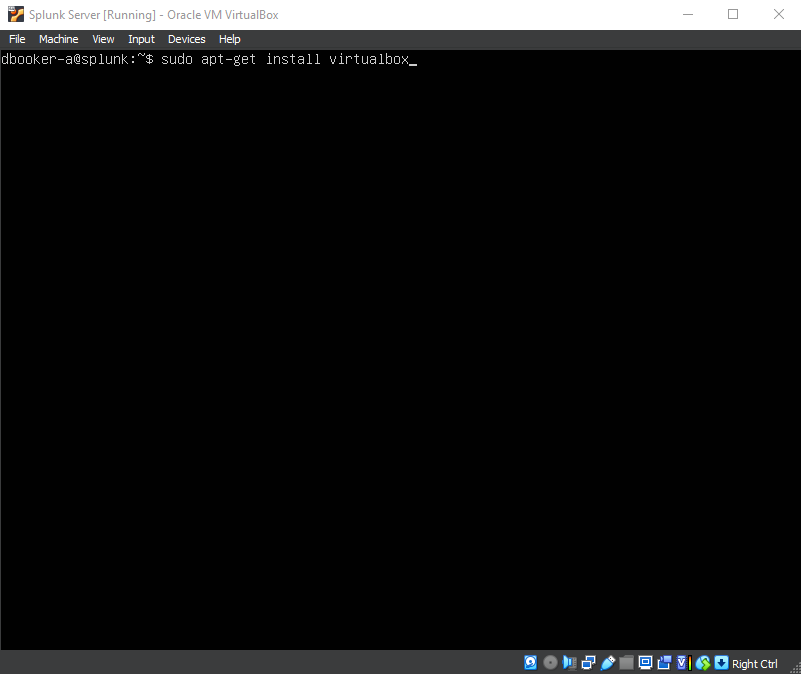 Splunk Server [Running] - Oracle VM VirtualBox
File Machine View Input Devices Help
dbooker-a@splunk:~$ sudo apt-get install virtualbox_
Right Ctrl